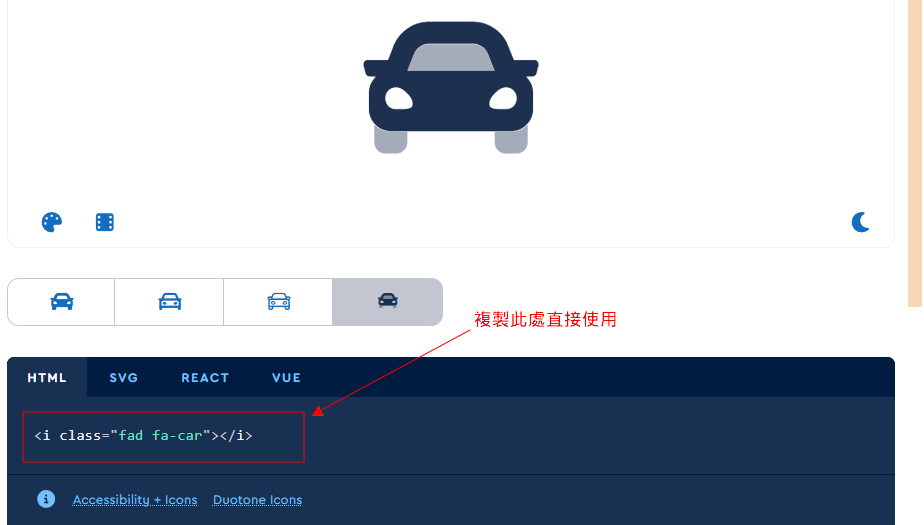 複製此處直接使用
HTML SVG REACT VUE
<i class="fad fa-car"></i>
Accessibility + Icons Duotone Icons